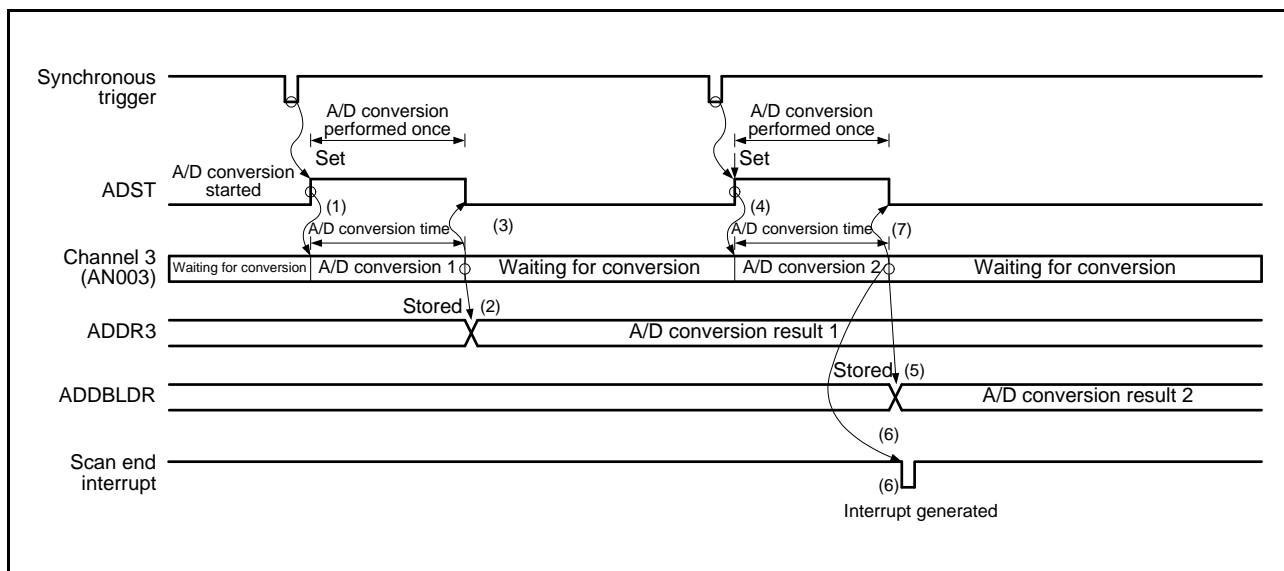 Synchronous
trigger
A/D conversion
performed once
A/D conversion
performed once
Set
Set
A/D conversion
started
ADST
(1)
(3)
(4)
(7)
A/D conversion time
A/D conversion time
Channel 3
(AN003)
Waiting for conversion
A/D conversion 1
Waiting for conversion
A/D conversion 2
Waiting for conversion
Stored
(2)
ADDR3
A/D conversion result 1
Stored
(5)
ADDBLDR
A/D conversion result 2
(6)
Scan end
interrupt
(6)
Interrupt generated